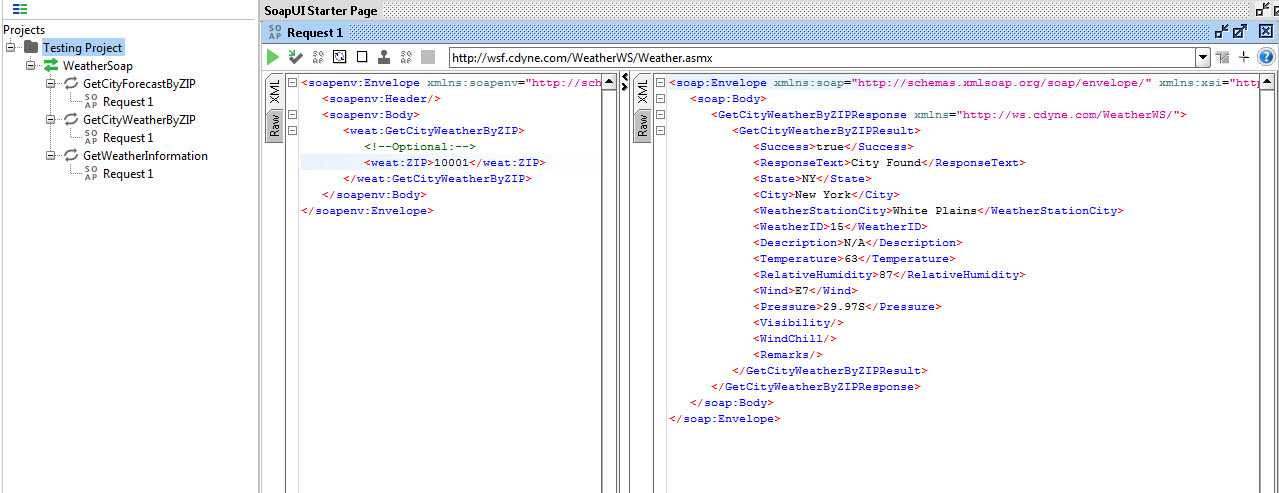 Projects
Testing Project
WeatherSoap
GetCityForecastByZIP
SO AP Request 1
GetCityWeatherByZIP
SO AP Request 1
GetWeatherInformation
SO AP Request 1
SoapUI Starter Page
SO AP Request 1
SO AP SO AP http://wsf.cdyne.com/WeatherWS/Weather.asmx
XML
Raw
<soapenv:Envelope xmlns:soapenv="http://sch
<soapenv:Header/>
<soapenv:Body>
<weat:GetCityWeatherByZIP>
<!--Optional:-->
<weat:ZIP>10001</weat:ZIP>
</weat:GetCityWeatherByZIP>
</soapenv:Body>
</soapenv:Envelope>
XML
Raw
<soap:Envelope xmlns:soap="http://schemas.xmlsoap.org/soap/envelope/" xmlns:xsi="http
<soap:Body>
<GetCityWeatherByZIPResponse xmlns="http://ws.cdyne.com/WeatherWS/">
<GetCityWeatherByZIPResult>
<Success>true</Success>
<ResponseText>City Found</ResponseText>
<State>NY</State>
<City>New York</City>
<WeatherStationCity>White Plains</WeatherStationCity>
<WeatherID>15</WeatherID>
<Description>N/A</Description>
<Temperature>63</Temperature>
<RelativeHumidity>87</RelativeHumidity>
<Wind>E7</Wind>
<Pressure>29.97S</Pressure>
<Visibility/>
<WindChill/>
<Remarks/>
</GetCityWeatherByZIPResult>
</GetCityWeatherByZIPResponse>
</soap:Body>
</soap:Envelope>